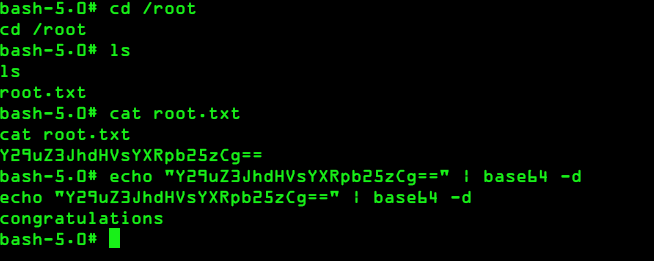 bash-5.0# cd /root
cd /root
bash-5.0# ls
ls
root.txt
bash-5.0# cat root.txt
cat root.txt
Y29uZ3JhdHVsYXRpb25zCg==
bash-5.0# echo "Y29uZ3JhdHVsYXRpb25zCg==" | base64 -d
echo "Y29uZ3JhdHVsYXRpb25zCg==" | base64 -d
congratulations
bash-5.0#